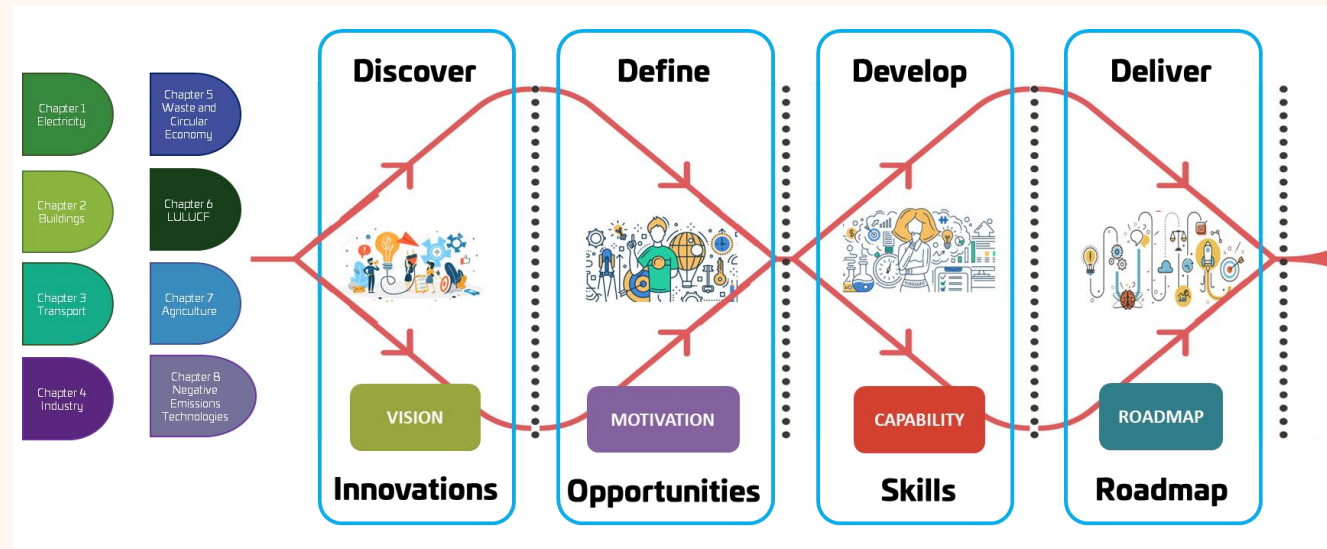 Chapter 1
Electricity
Chapter 5
Waste and
Circular
Economy
Chapter 2
Buildings
Chapter 6
LULUCF
Chapter 3
Transport
Chapter 7
Agriculture
Chapter 4
Industry
Chapter 8
Negative
Emissions
Technologies
Discover
VISION
Innovations
Define
MOTIVATION
Opportunities
Develop
CAPABILITY
Skills
Deliver
ROADMAP
Roadmap